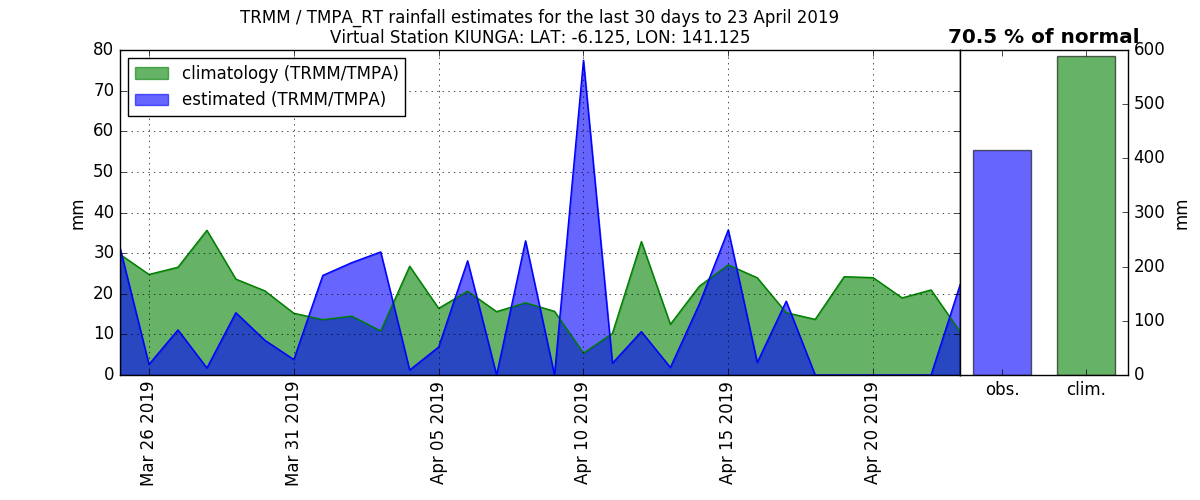 TRMM / TMPA_RT rainfall estimates for the last 30 days to 23 April 2019
Virtual Station KIUNGA: LAT: -6.125, LON: 141.125
70.5 % of normal
climatology (TRMM/TMPA)
estimated (TRMM/TMPA)
mm
80
70
60
50
40
30
20
10
0
Mar 26 2019
Mar 31 2019
Apr 05 2019
Apr 10 2019
Apr 15 2019
Apr 20 2019
600
500
400
300
200
100
0
mm
obs.
clim.